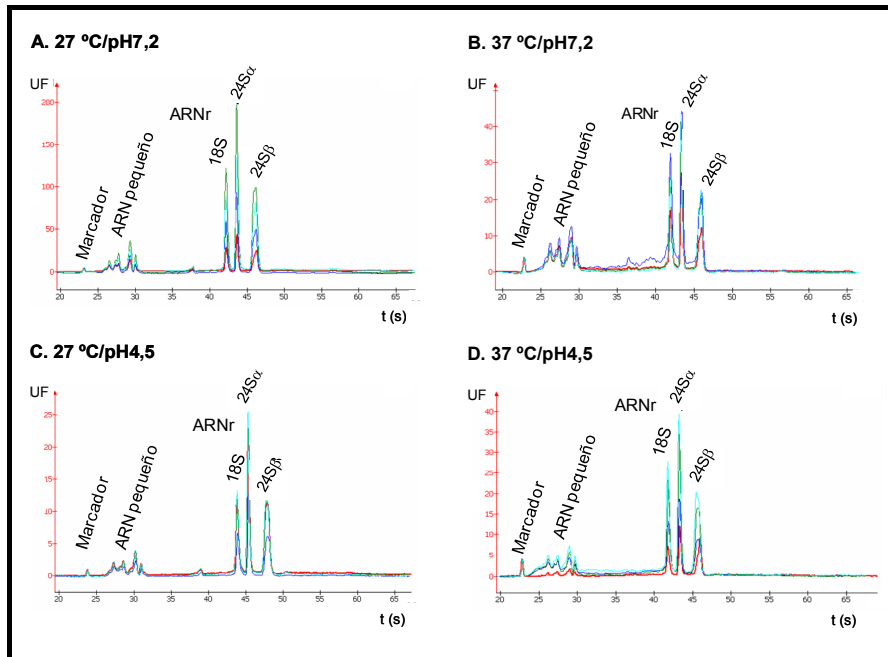 A. 27 ºC/pH7,2
UF
200
150
100
50
0
Marcador
ARN pequeño
ARNr
18S
24Sα
24Sβ
20 25 30 35 40 45 50 55 60 65
t (s)
B. 37 ºC/pH7,2
UF
40
30
20
10
0
Marcador
ARN pequeño
ARNr
18S
24Sα
24Sβ
20 25 30 35 40 45 50 55 60 65
t (s)
C. 27 ºC/pH4,5
UF
25
20
15
10
5
0
Marcador
ARN pequeño
ARNr
18S
24Sα
24Sβ
20 25 30 35 40 45 50 55 60 65
t (s)
D. 37 ºC/pH4,5
UF
40
35
30
25
20
15
10
5
0
Marcador
ARN pequeño
ARNr
18S
24Sα
24Sβ
20 25 30 35 40 45 50 55 60 65
t (s)